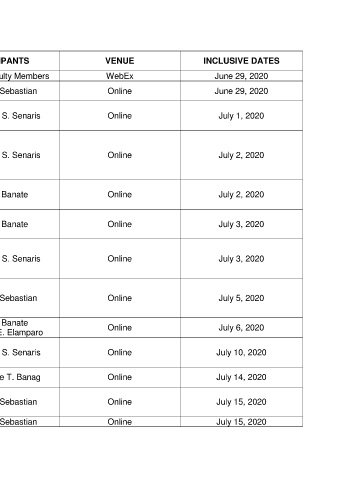 IPANTS VENUE INCLUSIVE DATES
ulty Members WebEx June 29, 2020
Sebastian Online June 29, 2020
S. Senaris Online July 1, 2020
S. Senaris Online July 2, 2020
Banate Online July 2, 2020
Banate Online July 3, 2020
S. Senaris Online July 3, 2020
Sebastian Online July 5, 2020
Banate
E. Elamparo Online July 6, 2020
S. Senaris Online July 10, 2020
e T. Banag Online July 14, 2020
Sebastian Online July 15, 2020
Sebastian Online July 15, 2020